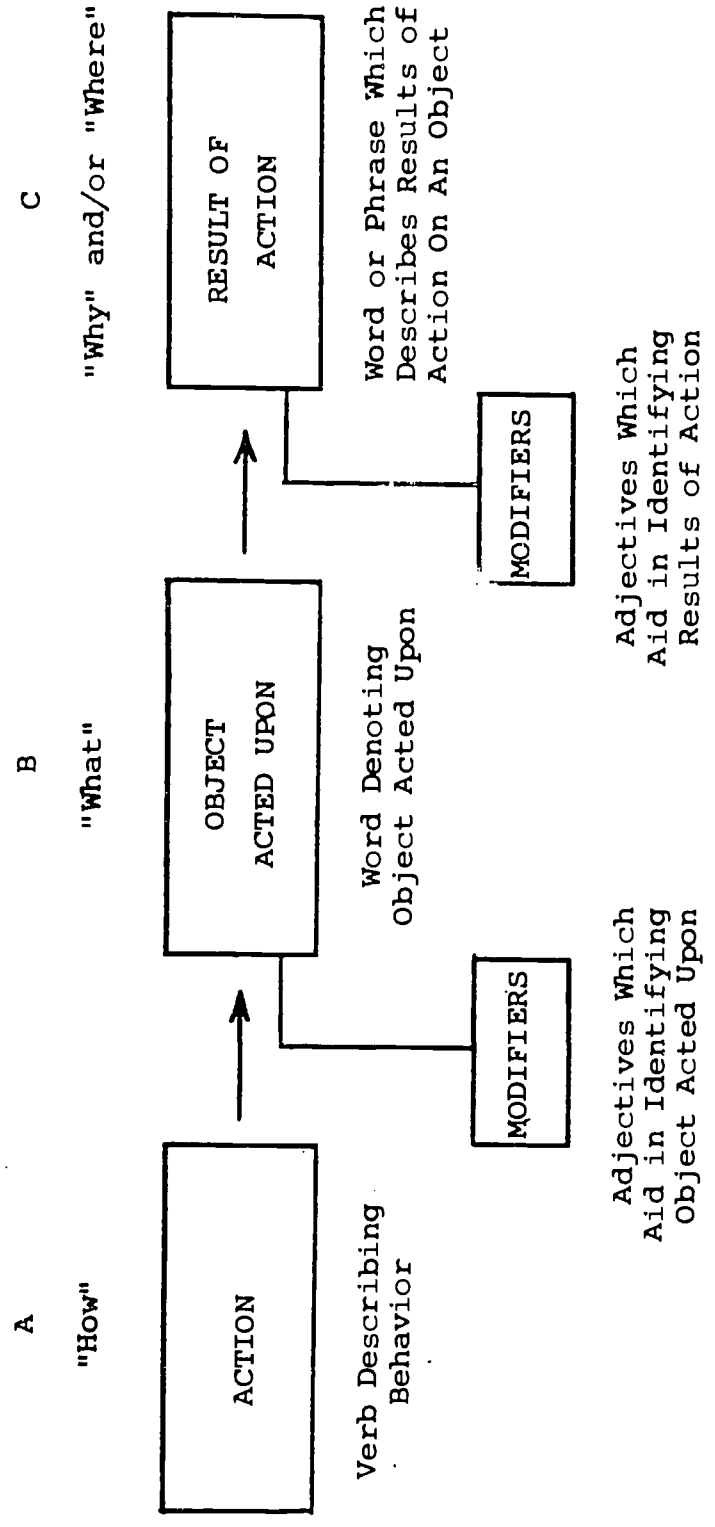 A
"How"
ACTION
Verb Describing
Behavior
B
"What"
OBJECT
ACTED UPON
Word Denoting
Object Acted Upon
MODIFIERS
Adjectives Which
Aid in Identifying
Object Acted Upon
C
"Why" and/or "Where"
RESULT OF
ACTION
Word or Phrase Which
Describes Results of
Action On An Object
MODIFIERS
Adjectives Which
Aid in Identifying
Results of Action